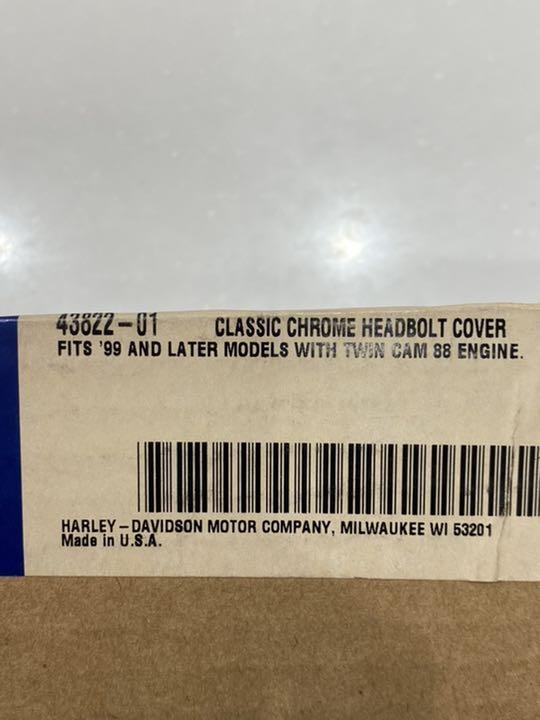 43822-01 CLASSIC CHROME HEADBOLT COVER
FITS '99 AND LATER MODELS WITH TWIN CAM 88 ENGINE.
HARLEY-DAVIDSON MOTOR COMPANY, MILWAUKEE WI 53201
Made in U.S.A.